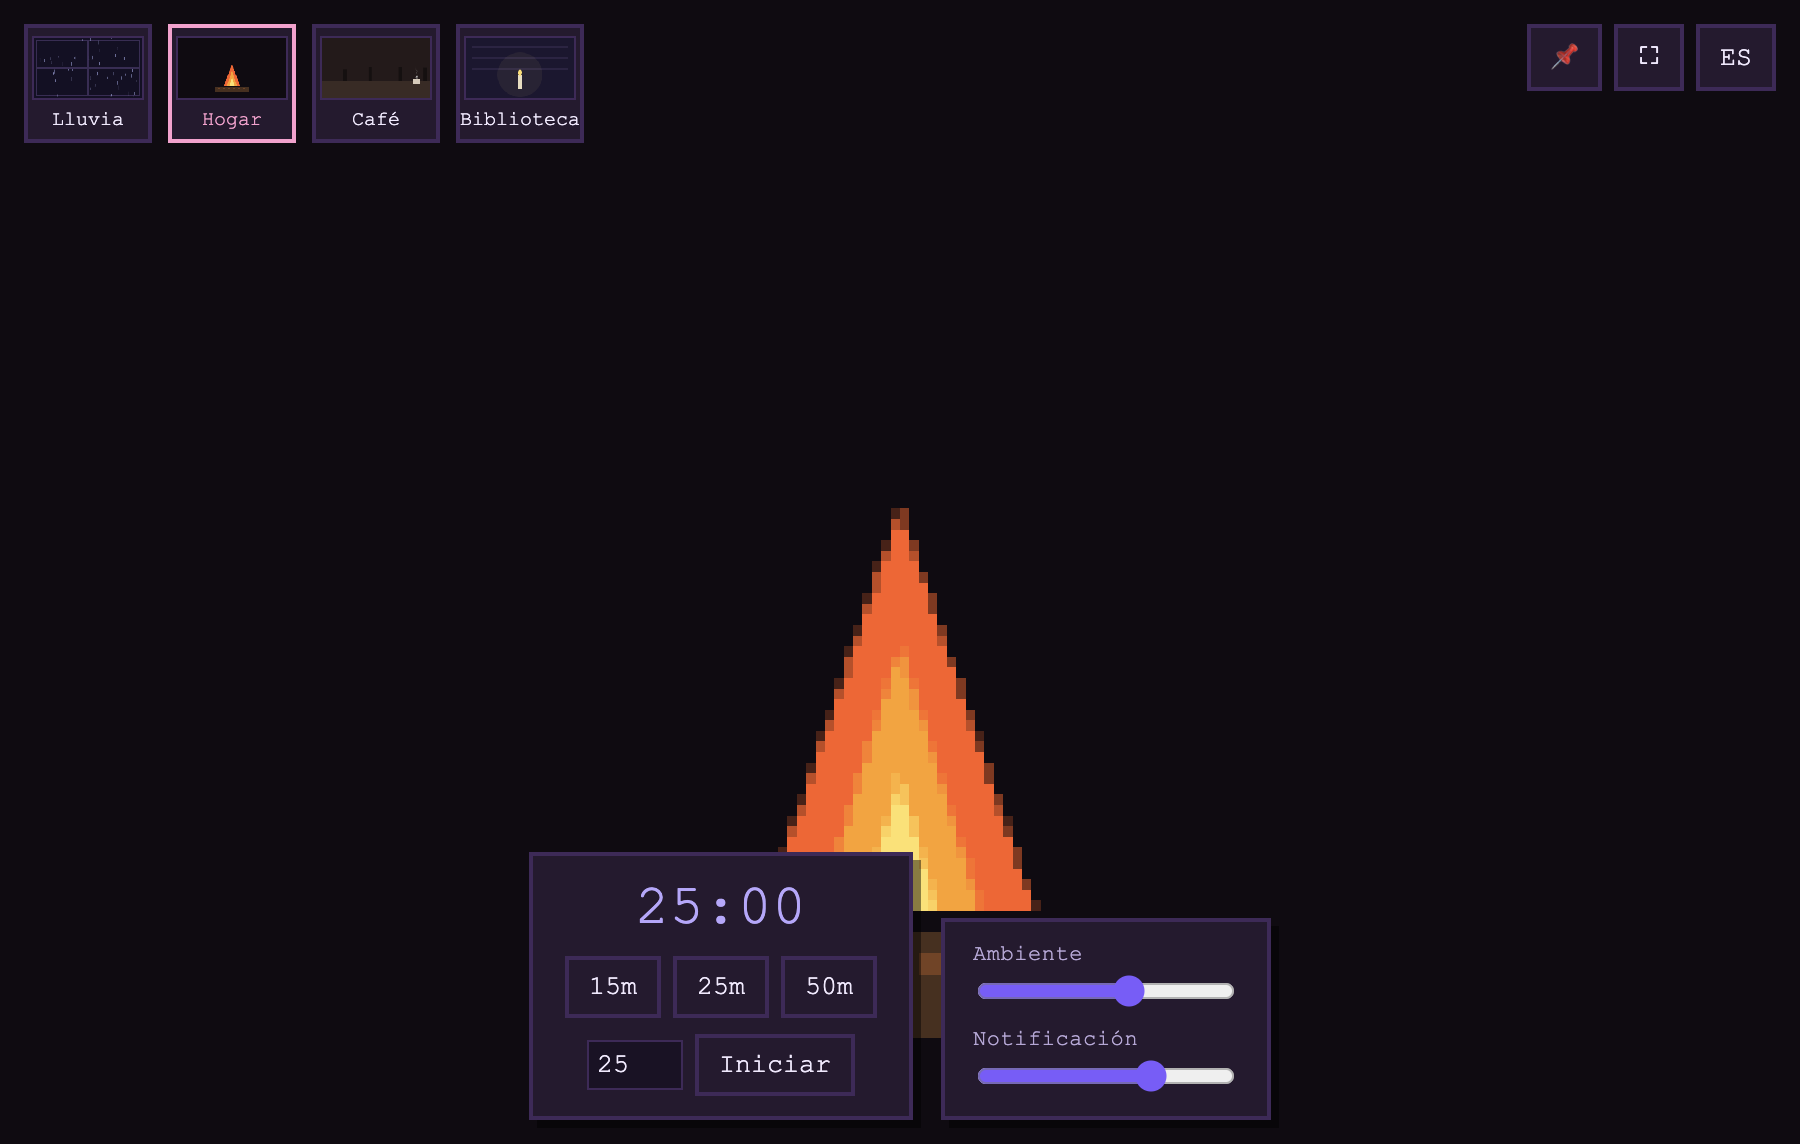 Lluvia
Hogar
Café
Biblioteca
ES
25:00
15m 25m 50m
25 Iniciar
Ambiente
Notificación